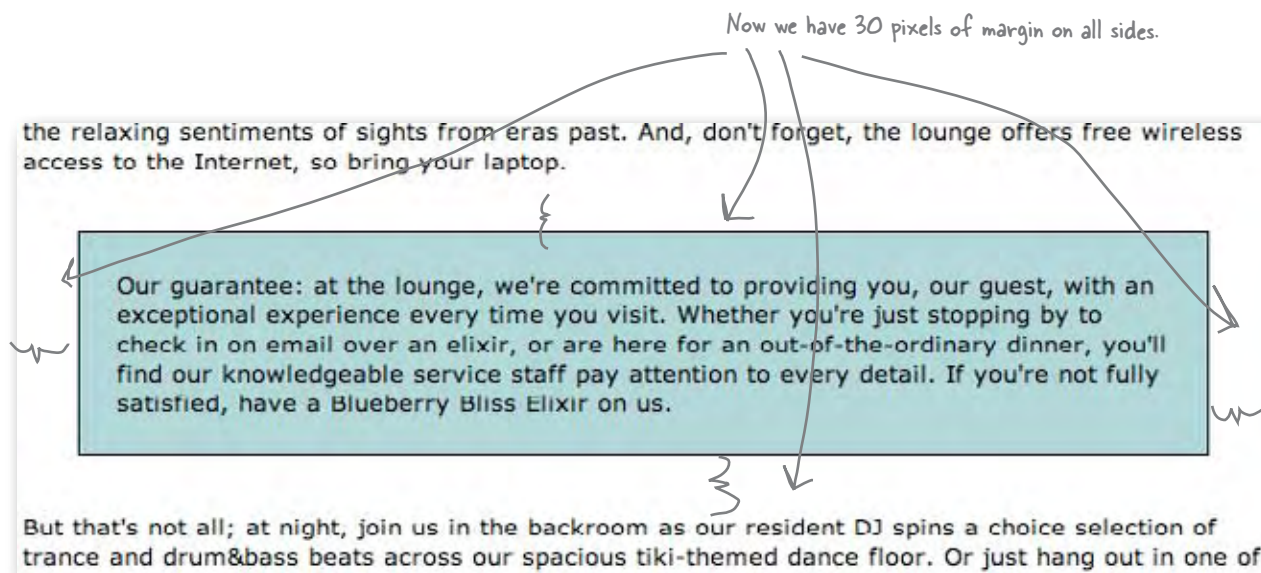 Now we have 30 pixels of margin on all sides.
the relaxing sentiments of sights from eras past. And, don't forget, the lounge offers free wireless
access to the Internet, so bring your laptop.
Our guarantee: at the lounge, we're committed to providing you, our guest, with an
exceptional experience every time you visit. Whether you're just stopping by to
check in on email over an elixir, or are here for an out-of-the-ordinary dinner, you'll
find our knowledgeable service staff pay attention to every detail. If you're not fully
satisfied, have a Blueberry Bliss Elixir on us.
But that's not all; at night, join us in the backroom as our resident DJ spins a choice selection of
trance and drum&bass beats across our spacious tiki-themed dance floor. Or just hang out in one of